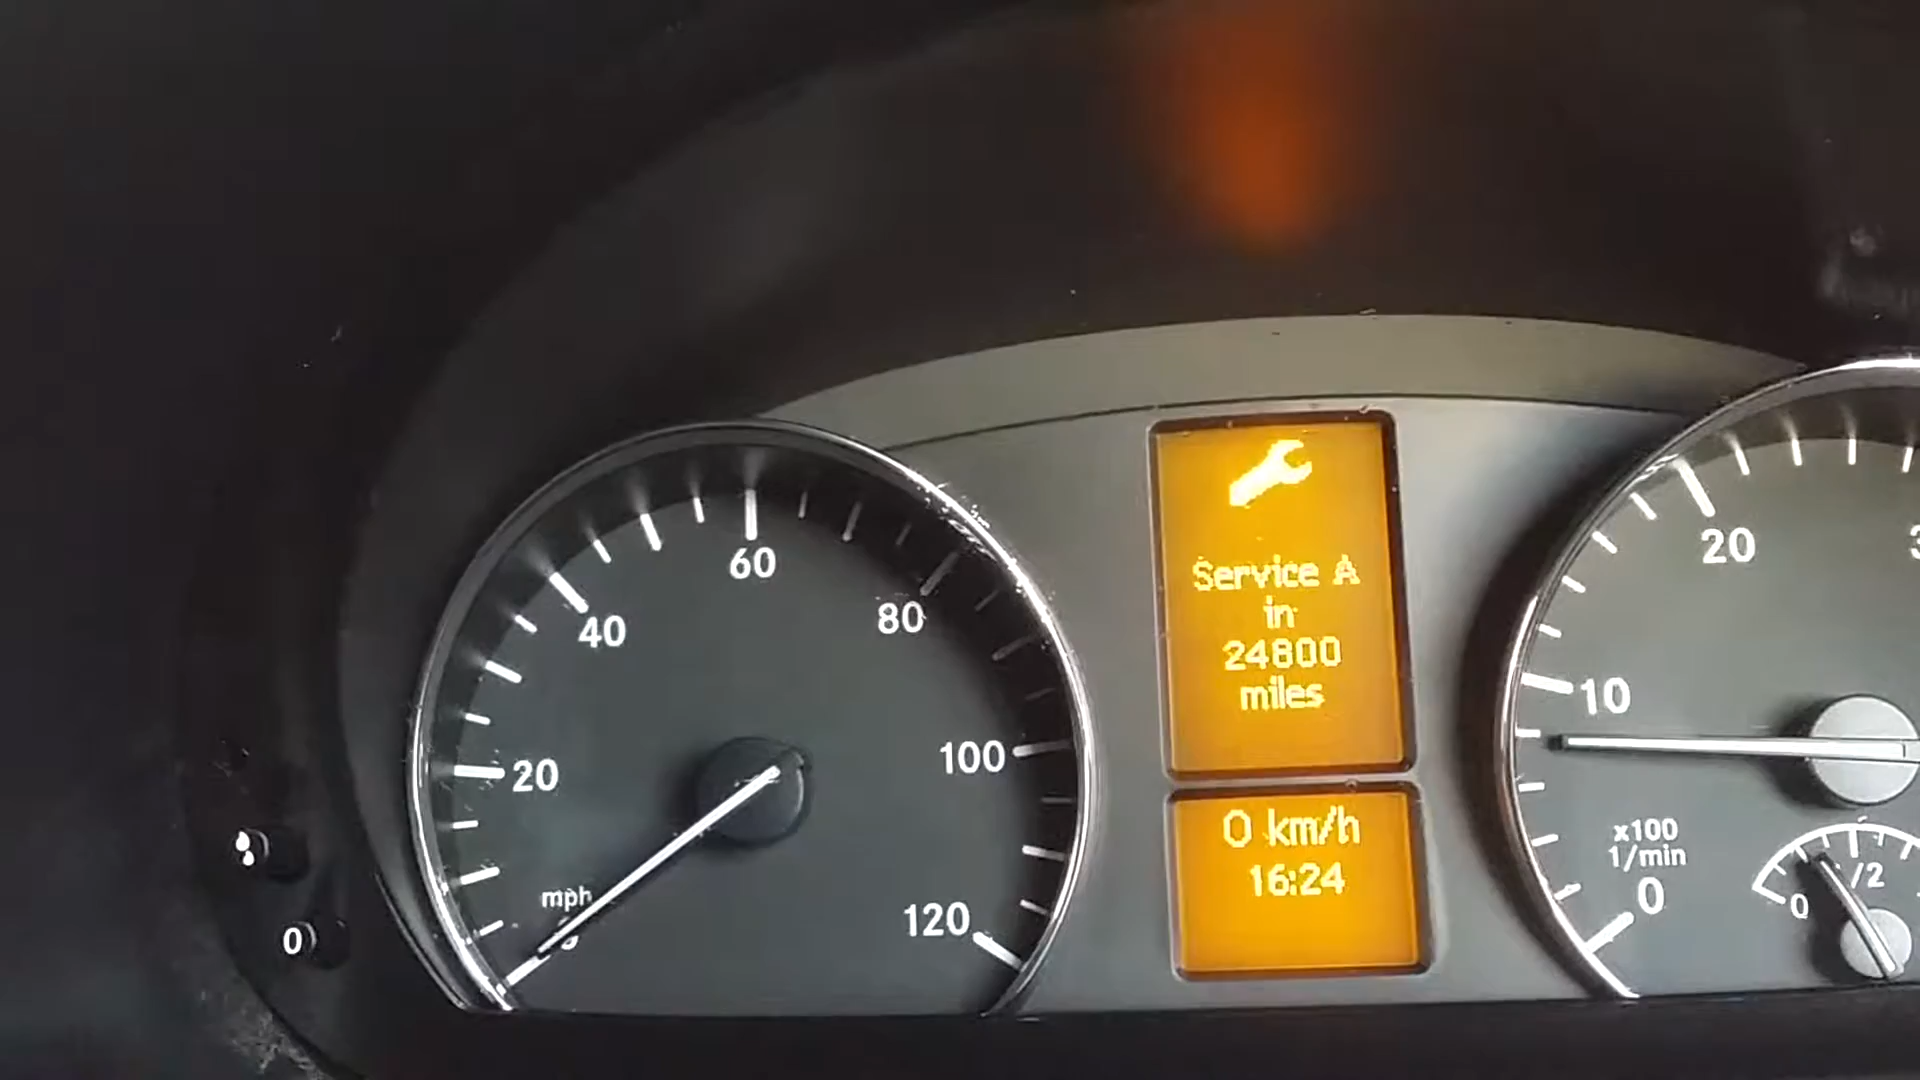 60
40
80
20
100
mph
120
0
Service A
in
24800
miles
0 km/h
16:24
20
10
x100
1/min
0
0
1/2